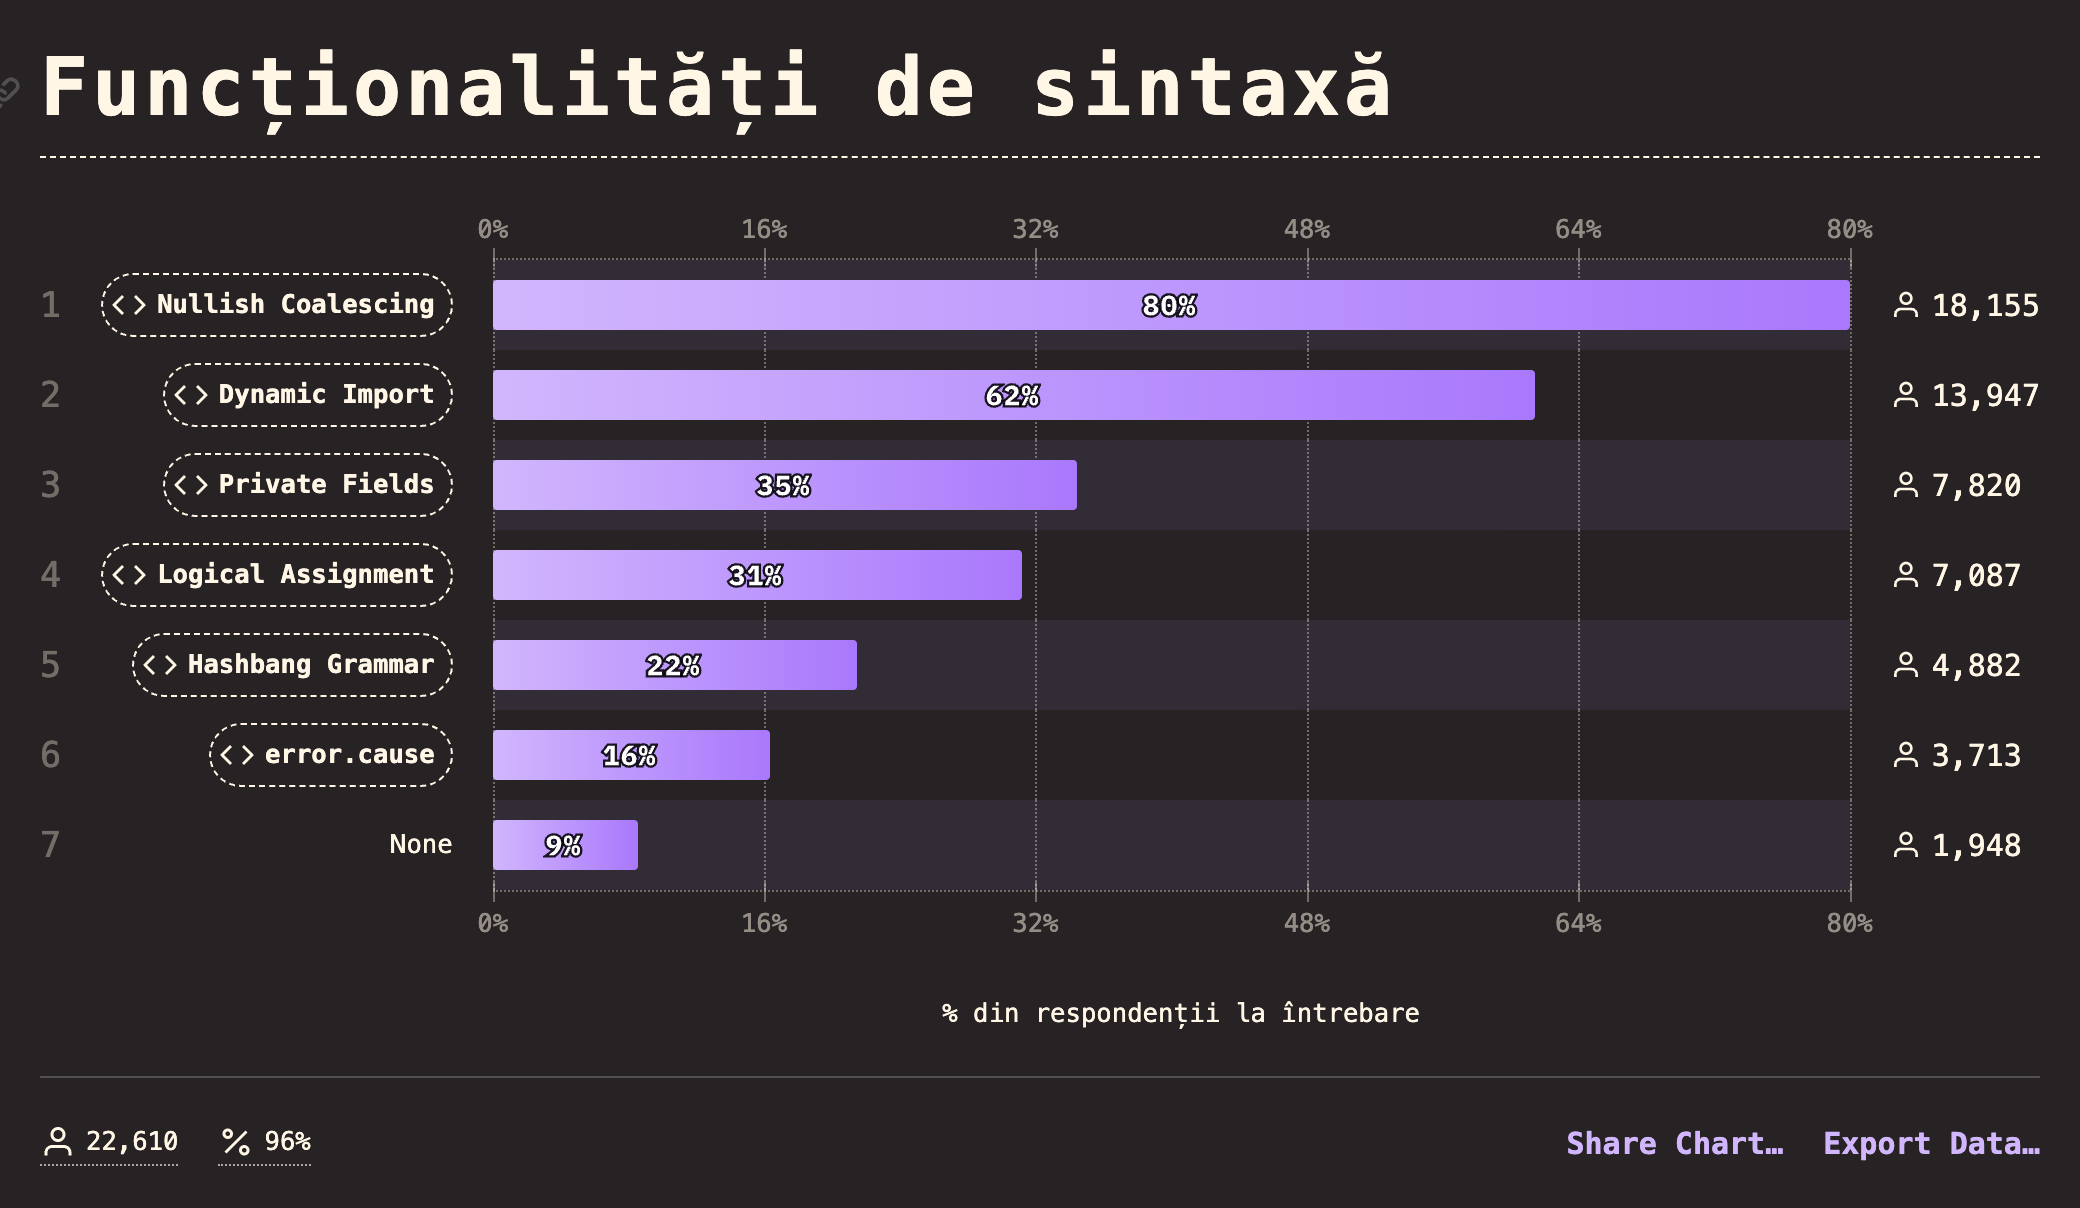 Funcționalități de sintaxă
0% 16% 32% 48% 64% 80%
1 <> Nullish Coalescing 80% 18,155
2 <> Dynamic Import 62% 13,947
3 <> Private Fields 35% 7,820
4 <> Logical Assignment 31% 7,087
5 <> Hashbang Grammar 22% 4,882
6 <> error.cause 16% 3,713
7 None 9% 1,948
0% 16% 32% 48% 64% 80%
% din respondenții la întrebare
22,610 % 96% Share Chart… Export Data…